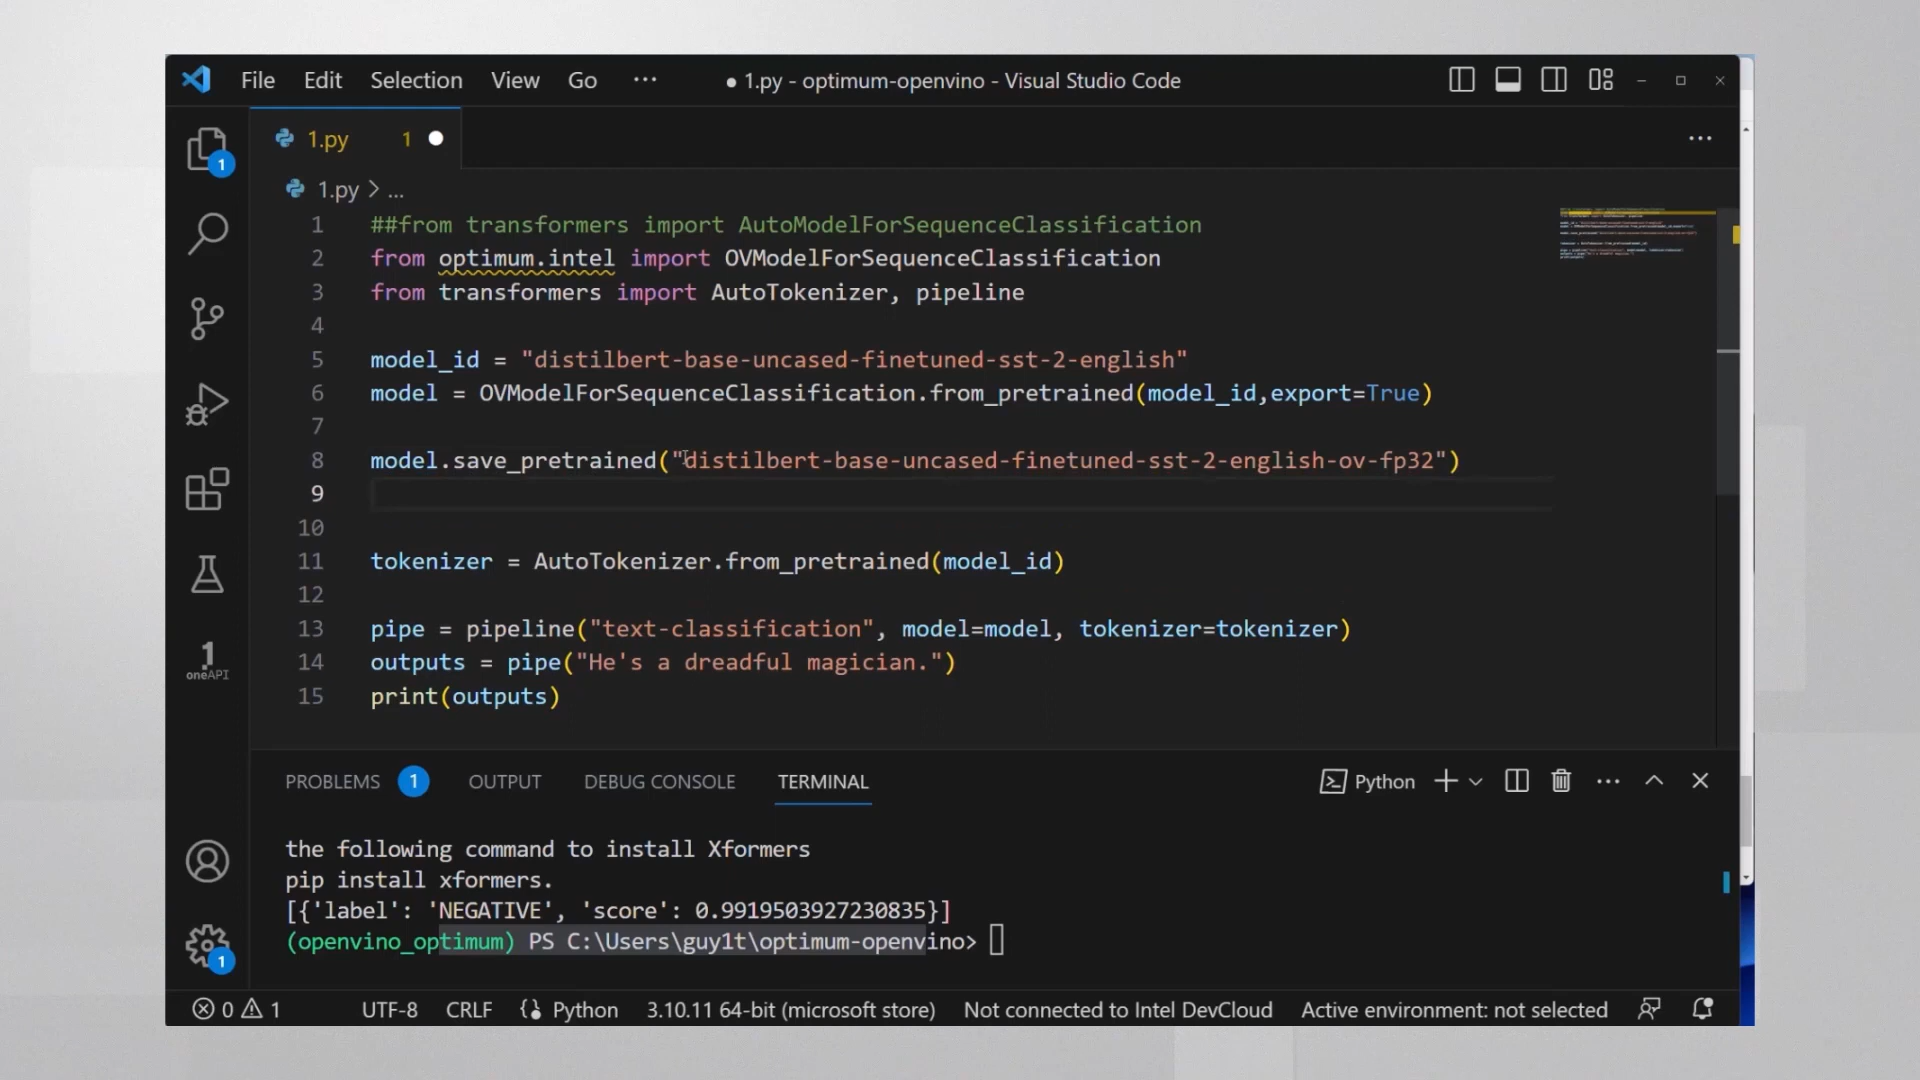 File Edit Selection View Go ··· ● 1.py - optimum-openvino - Visual Studio Code
1.py 1
1.py > ...
1 ##from transformers import AutoModelForSequenceClassification
2 from optimum.intel import OVModelForSequenceClassification
3 from transformers import AutoTokenizer, pipeline
4
5 model_id = "distilbert-base-uncased-finetuned-sst-2-english"
6 model = OVModelForSequenceClassification.from_pretrained(model_id,export=True)
7
8 model.save_pretrained("distilbert-base-uncased-finetuned-sst-2-english-ov-fp32")
9
10
11 tokenizer = AutoTokenizer.from_pretrained(model_id)
12
13 pipe = pipeline("text-classification", model=model, tokenizer=tokenizer)
14 outputs = pipe("He's a dreadful magician.")
15 print(outputs)
1
1 oneAPI
1
PROBLEMS 1 OUTPUT DEBUG CONSOLE TERMINAL Python
the following command to install Xformers
pip install xformers.
[{'label': 'NEGATIVE', 'score': 0.9919503927230835}]
(openvino_optimum) PS C:\Users\guy1t\optimum-openvino>
0 1 UTF-8 CRLF Python 3.10.11 64-bit (microsoft store) Not connected to Intel DevCloud Active environment: not selected